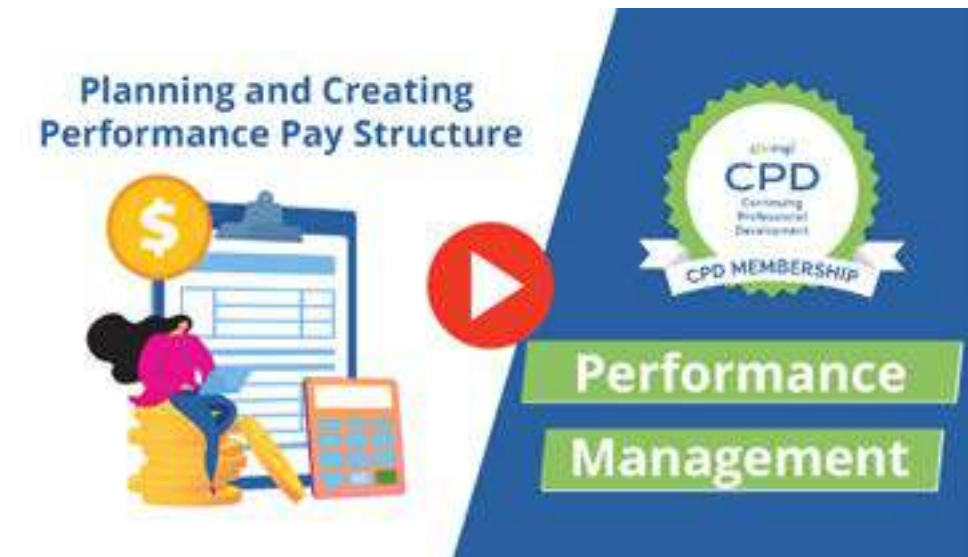 Planning and Creating
Performance Pay Structure
$
CPD
Continuing
Professional
Development
CPD MEMBERSHIP
Performance
Management